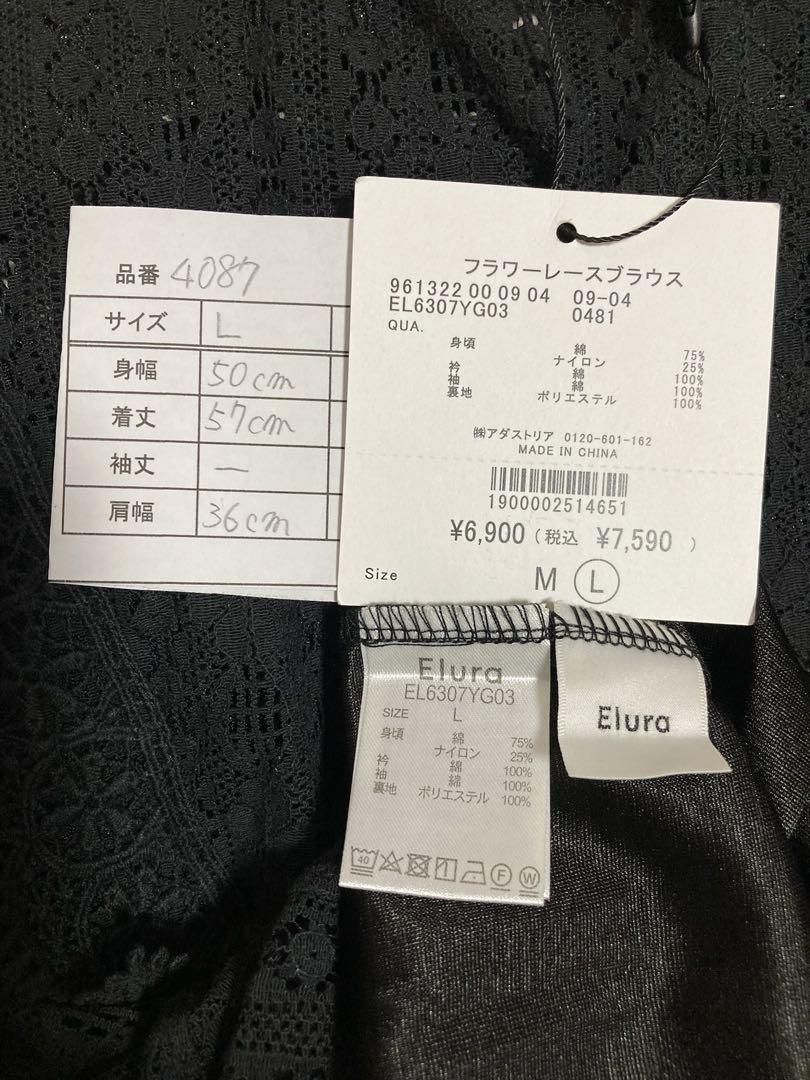 品番 4087
サイズ L
身幅 50cm
着丈 57cm
袖丈 —
肩幅 36cm
フラワーレースブラウス
961322 00 09 04 09-04
EL6307YG03 0481
QUA.
身頃 綿 75%
ナイロン 25%
衿 綿 100%
袖 綿 100%
裏地 ポリエステル 100%
㈱アダストリア 0120-601-162
MADE IN CHINA
1900002514651
¥6,900(税込 ¥7,590)
Size M L
Elura
EL6307YG03
SIZE L
身頃 綿 75%
ナイロン 25%
衿 綿 100%
袖 綿 100%
裏地 ポリエステル 100%
40 F W
Elura